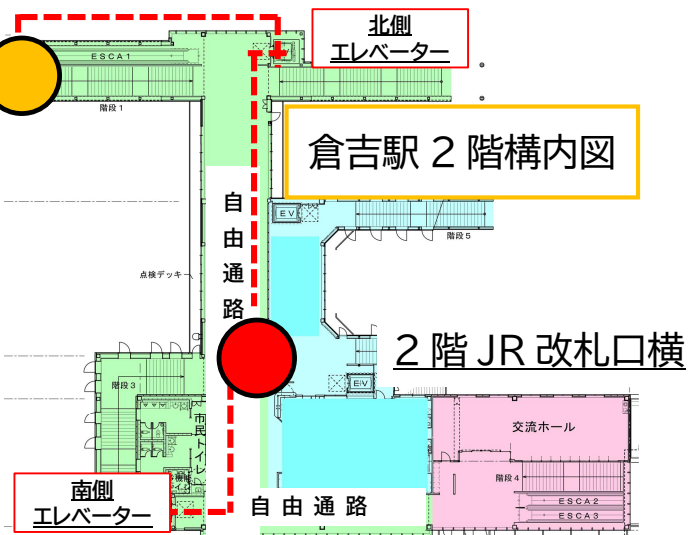 北側
エレベーター
ESCA1
階段1
倉吉駅2階構内図
自由通路
EV
階段5
点検デッキ
2階JR改札口横
EV
階段3
市民トイレ
交流ホール
階段4
南側
エレベーター
自由通路
ESCA2
ESCA3